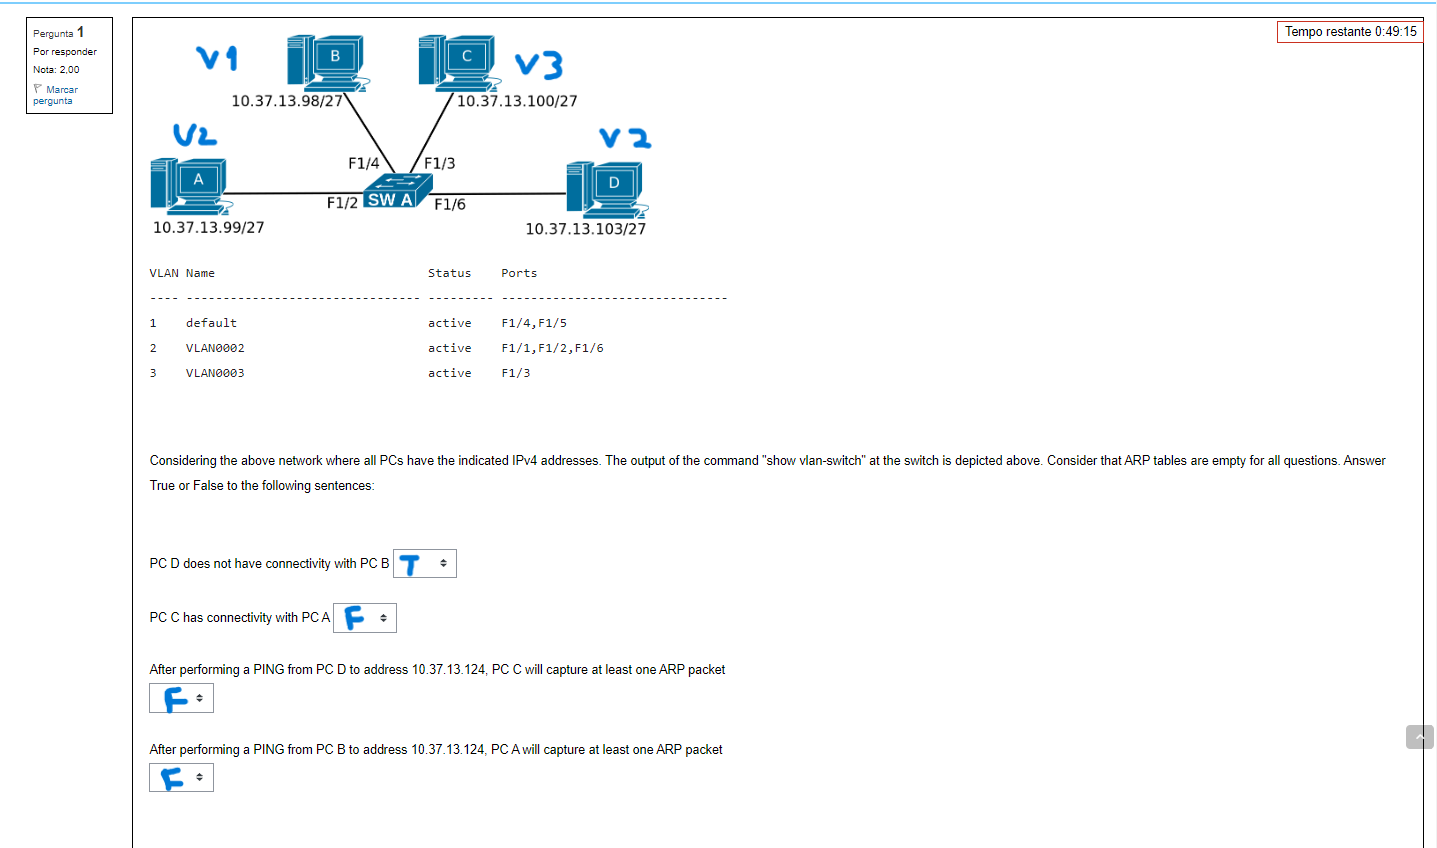 Pergunta 1
Por responder
Nota: 2,00
Marcar
pergunta
Tempo restante 0:49:15
V1
B
C
V3
10.37.13.98/27
10.37.13.100/27
V2
V2
F1/4
F1/3
A
D
F1/2
SW A
F1/6
10.37.13.99/27
10.37.13.103/27
VLAN Name Status Ports
---- -------------------------------- --------- -------------------------------
1 default active F1/4,F1/5
2 VLAN0002 active F1/1,F1/2,F1/6
3 VLAN0003 active F1/3
Considering the above network where all PCs have the indicated IPv4 addresses. The output of the command "show vlan-switch" at the switch is depicted above. Consider that ARP tables are empty for all questions. Answer
True or False to the following sentences:
PC D does not have connectivity with PC B T
PC C has connectivity with PC A F
After performing a PING from PC D to address 10.37.13.124, PC C will capture at least one ARP packet
F
After performing a PING from PC B to address 10.37.13.124, PC A will capture at least one ARP packet
F